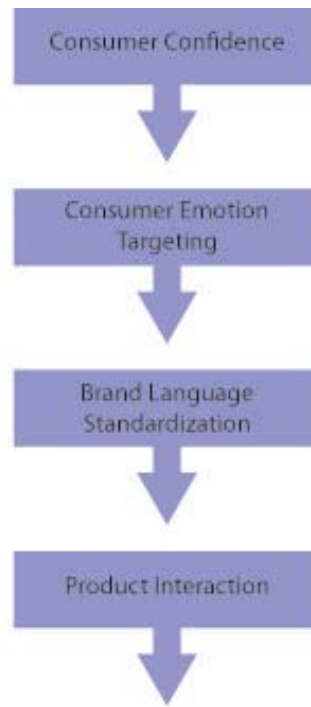 Consumer Confidence
Consumer Emotion
Targeting
Brand Language
Standardization
Product Interaction